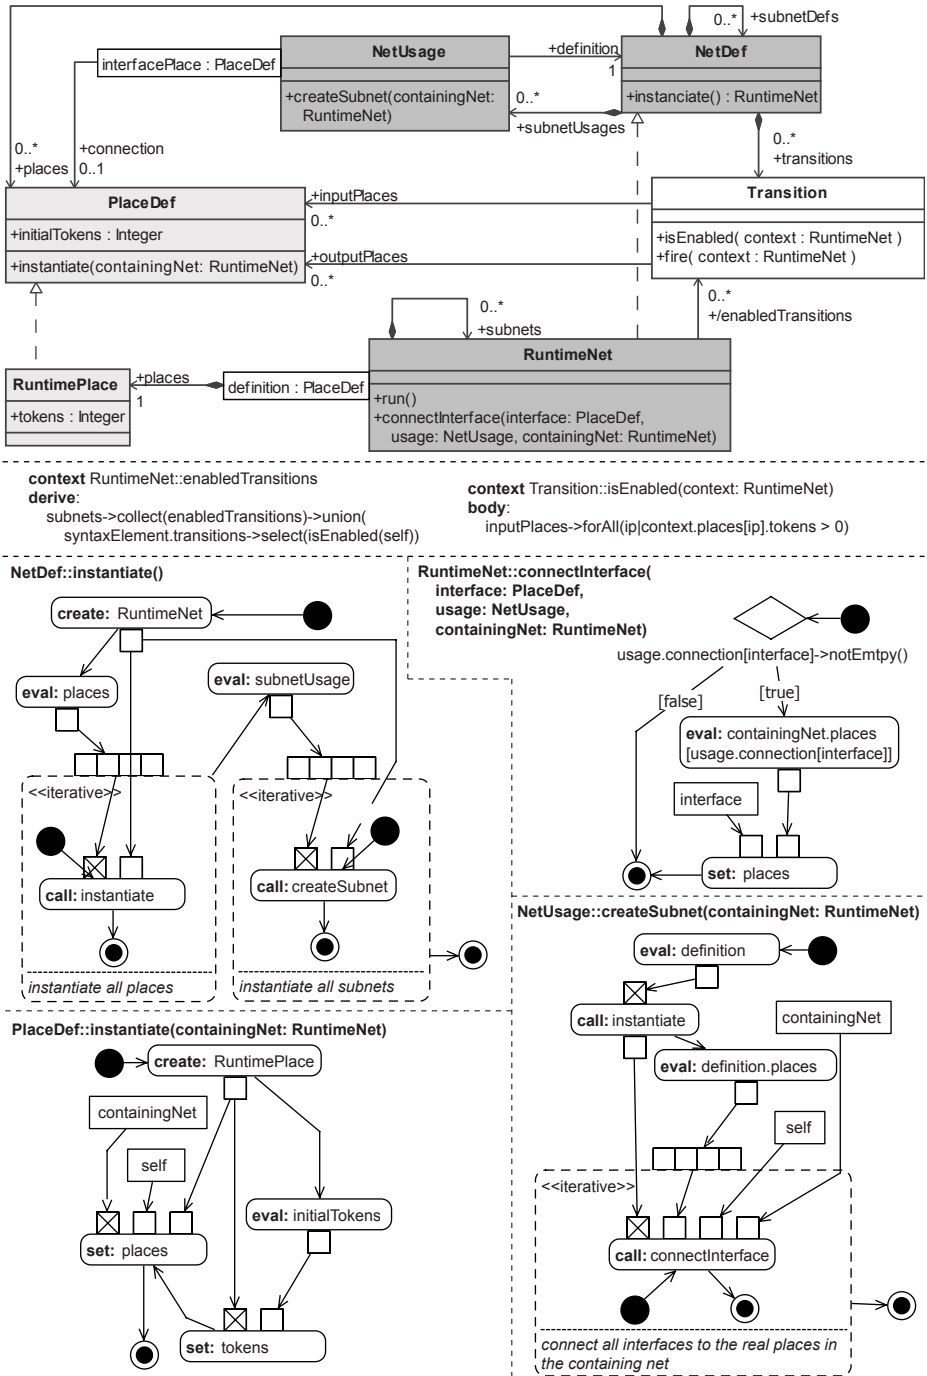 0..*
+subnetDefs
NetUsage
+definition
1
NetDef
interfacePlace : PlaceDef
+createSubnet(containingNet:
RuntimeNet)
0..*
+subnetUsages
+instanciate() : RuntimeNet
0..*
+places
+connection
0..1
0..*
+transitions
PlaceDef
+initialTokens : Integer
+instantiate(containingNet: RuntimeNet)
+inputPlaces
0..*
+outputPlaces
0..*
Transition
+isEnabled( context : RuntimeNet )
+fire( context : RuntimeNet )
0..*
+subnets
0..*
+/enabledTransitions
RuntimePlace
+tokens : Integer
+places
1
definition : PlaceDef
RuntimeNet
+run()
+connectInterface(interface: PlaceDef,
usage: NetUsage, containingNet: RuntimeNet)
context RuntimeNet::enabledTransitions
derive:
subnets->collect(enabledTransitions)->union(
syntaxElement.transitions->select(isEnabled(self))
context Transition::isEnabled(context: RuntimeNet)
body:
inputPlaces->forAll(ip|context.places[ip].tokens > 0)
NetDef::instantiate()
create: RuntimeNet
eval: places
eval: subnetUsage
<<iterative>>
call: instantiate
instantiate all places
<<iterative>>
call: createSubnet
instantiate all subnets
RuntimeNet::connectInterface(
interface: PlaceDef,
usage: NetUsage,
containingNet: RuntimeNet)
usage.connection[interface]->notEmtpy()
[false]
[true]
eval: containingNet.places
[usage.connection[interface]]
interface
set: places
NetUsage::createSubnet(containingNet: RuntimeNet)
eval: definition
call: instantiate
containingNet
eval: definition.places
self
<<iterative>>
call: connectInterface
connect all interfaces to the real places in
the containing net
PlaceDef::instantiate(containingNet: RuntimeNet)
create: RuntimePlace
containingNet
self
eval: initialTokens
set: places
set: tokens